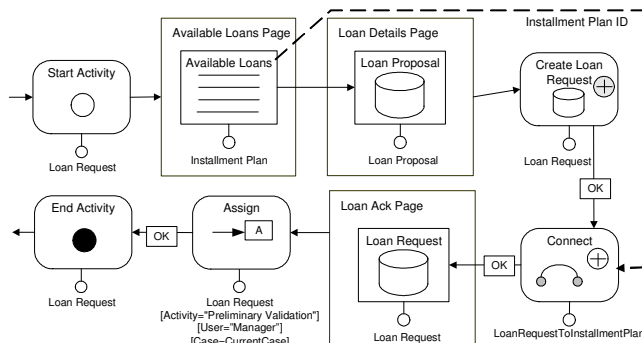 Available Loans Page
Loan Details Page
Installment Plan ID
Start Activity
Available Loans
Loan Proposal
Create Loan
Request
Loan Request
Installment Plan
Loan Proposal
Loan Request
OK
End Activity
OK
Assign
A
Loan Ack Page
Loan Request
OK
Connect
Loan Request
Loan Request
[Activity="Preliminary Validation"]
[User="Manager"]
[Case=CurrentCase]
Loan Request
LoanRequestToInstallmentPlan